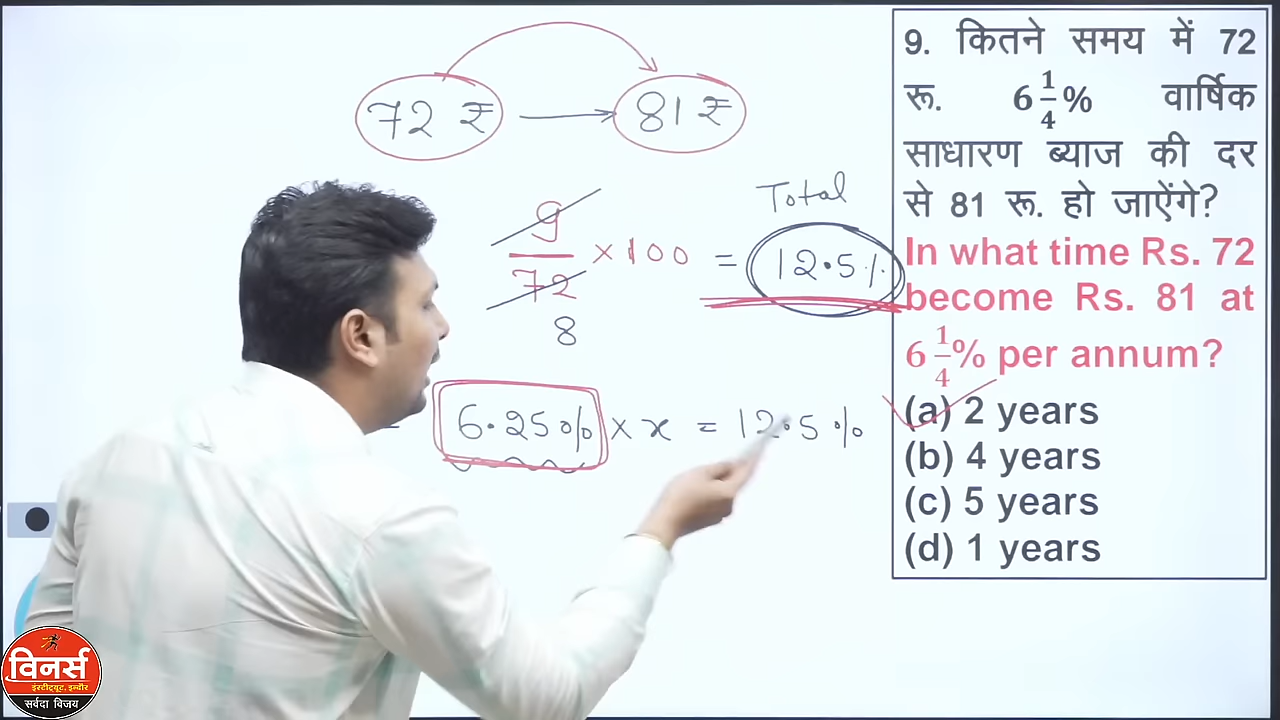 72 ₹ → 81 ₹
Total
9/72 × 100 = 12.5%
8
6.25% × x = 12.5%
9. कितने समय में 72
रू. 6 1/4% वार्षिक
साधारण ब्याज की दर
से 81 रू. हो जाऐंगे?
In what time Rs. 72
become Rs. 81 at
6 1/4% per annum?
(a) 2 years
(b) 4 years
(c) 5 years
(d) 1 years
विनर्स
इंस्टीट्यूट, इन्दौर
सर्वदा विजय